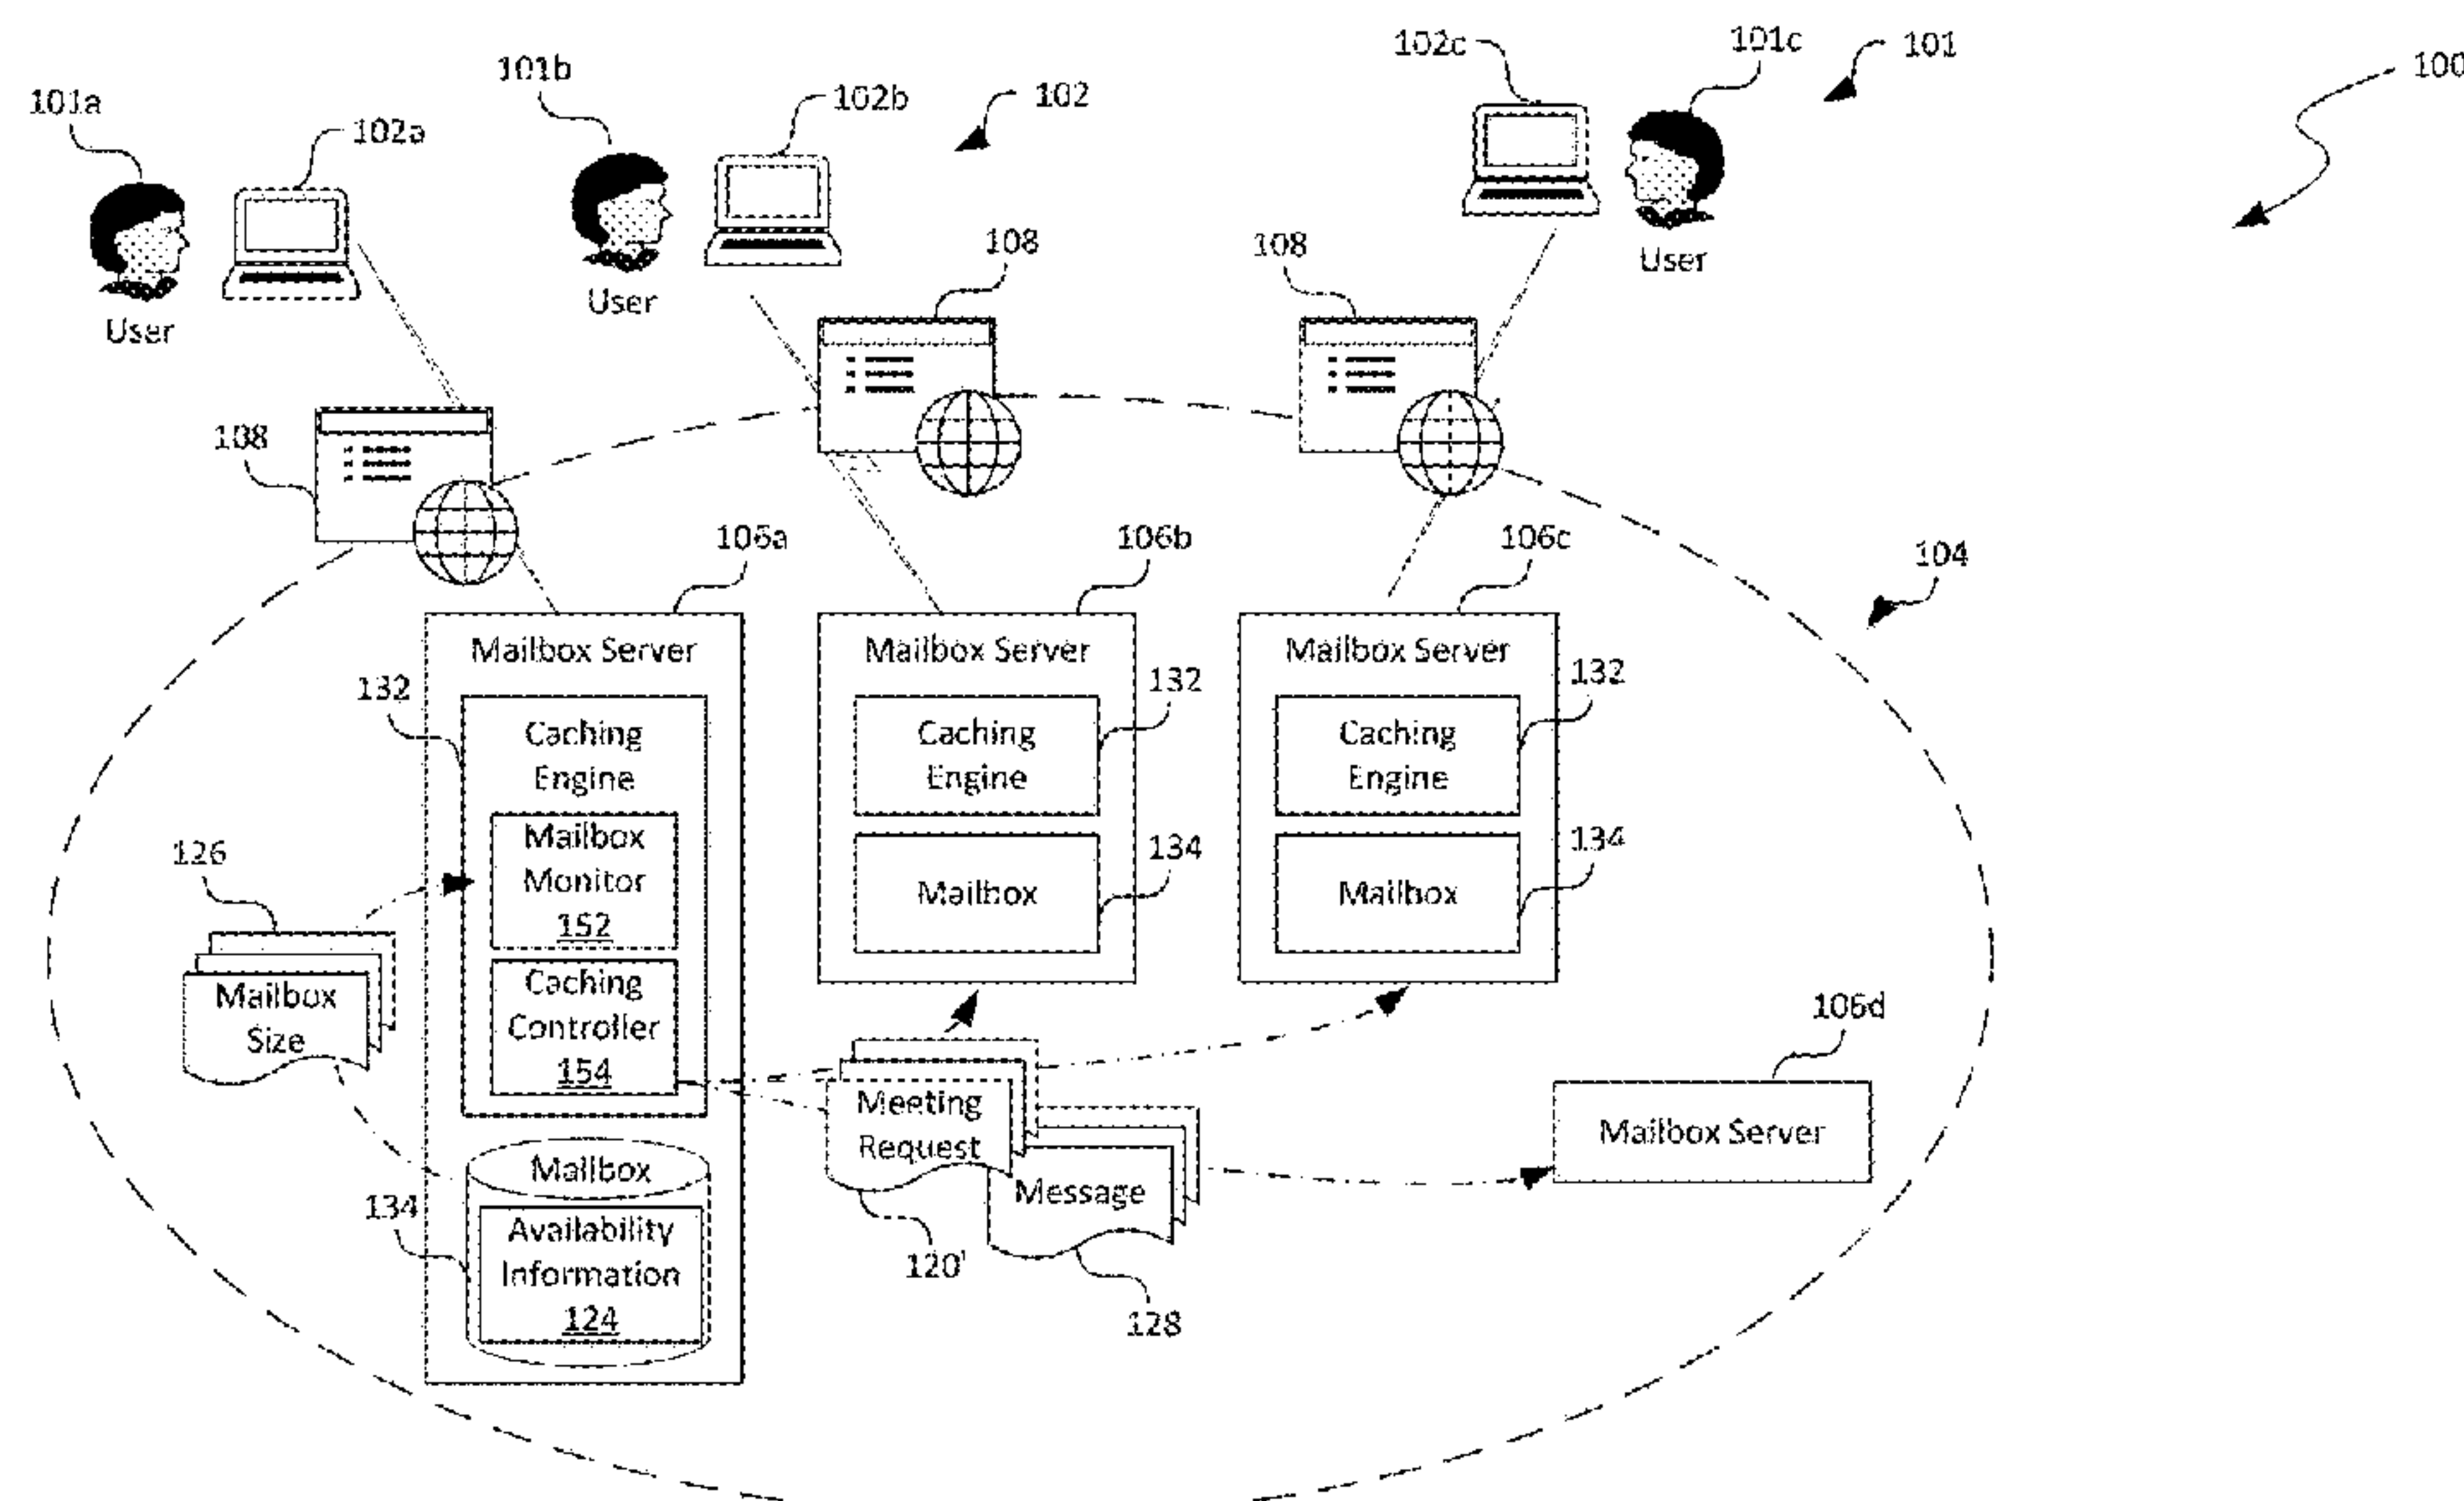 102c
101c
101
100
101b
102b
102
101a
102a
User
108
108
User
User
108
106a
106b
106c
104
Mailbox Server
132
Caching
Engine
Mailbox
Monitor
152
Caching
Controller
154
Mailbox
134
Availability
Information
124
Mailbox Server
132
Caching
Engine
134
Mailbox
Mailbox Server
132
Caching
Engine
134
Mailbox
126
Mailbox
Size
106d
Mailbox Server
Meeting
Request
120'
Message
128